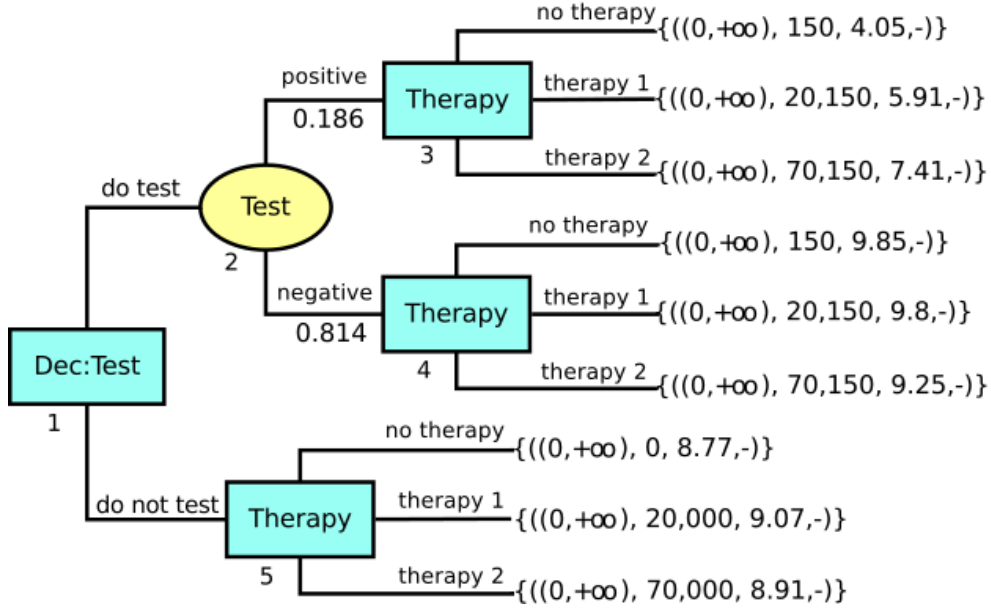 no therapy
{((0,+∞), 150, 4.05,-)}
positive
therapy 1
Therapy
{((0,+∞), 20,150, 5.91,-)}
0.186
3
therapy 2
{((0,+∞), 70,150, 7.41,-)}
do test
Test
2
no therapy
{((0,+∞), 150, 9.85,-)}
negative
therapy 1
Therapy
{((0,+∞), 20,150, 9.8,-)}
0.814
4
therapy 2
{((0,+∞), 70,150, 9.25,-)}
Dec:Test
1
no therapy
{((0,+∞), 0, 8.77,-)}
do not test
therapy 1
Therapy
{((0,+∞), 20,000, 9.07,-)}
5
therapy 2
{((0,+∞), 70,000, 8.91,-)}